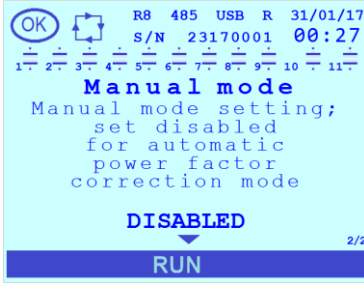 OK R8 485 USB R 31/01/17
S/N 23170001 00:27
1 2 3 4 5 6 7 8 9 10 11
Manual mode
Manual mode setting;
set disabled
for automatic
power factor
correction mode
DISABLED
2/2
RUN